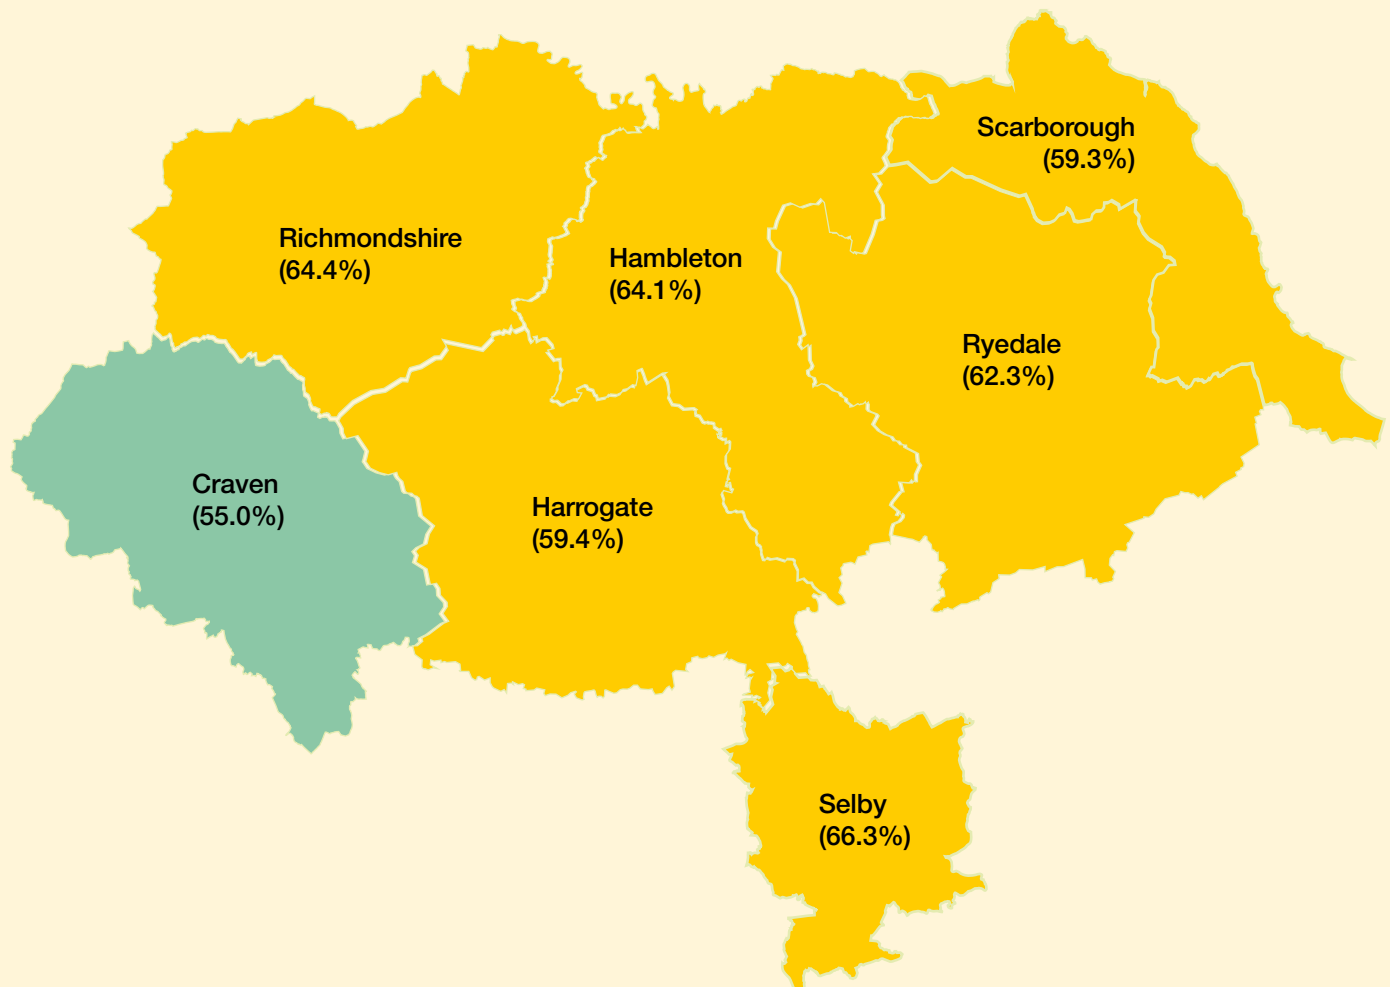 Scarborough
(59.3%)
Richmondshire
(64.4%)
Hambleton
(64.1%)
Ryedale
(62.3%)
Craven
(55.0%)
Harrogate
(59.4%)
Selby
(66.3%)